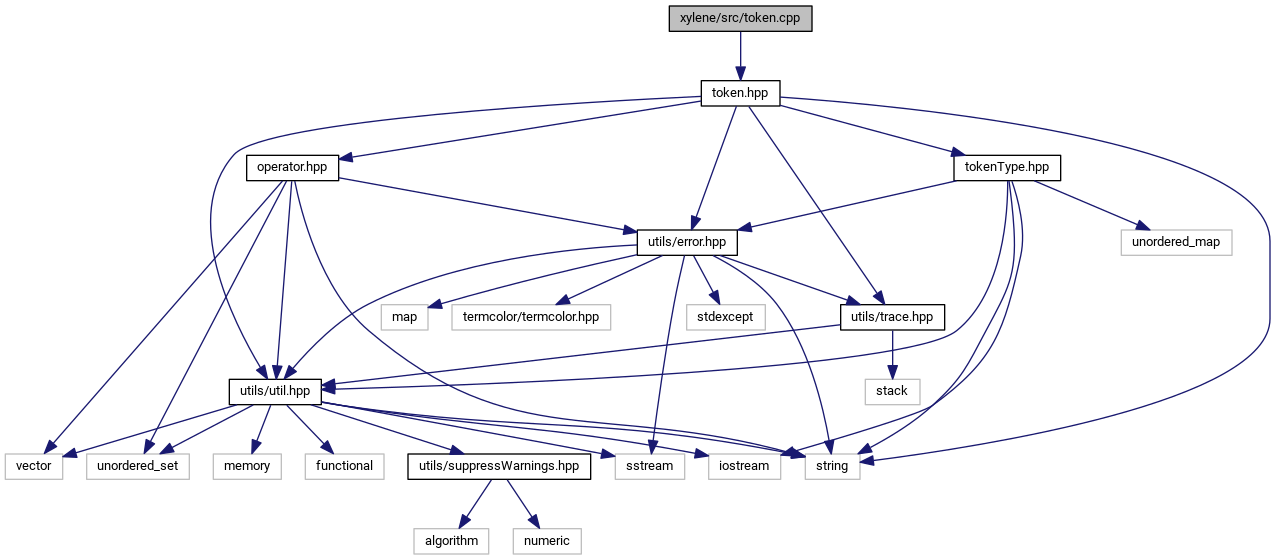 xylene/src/token.cpp
token.hpp
operator.hpp
tokenType.hpp
utils/error.hpp
unordered_map
map
termcolor/termcolor.hpp
stdexcept
utils/trace.hpp
utils/util.hpp
stack
vector
unordered_set
memory
functional
utils/suppressWarnings.hpp
sstream
iostream
string
algorithm
numeric